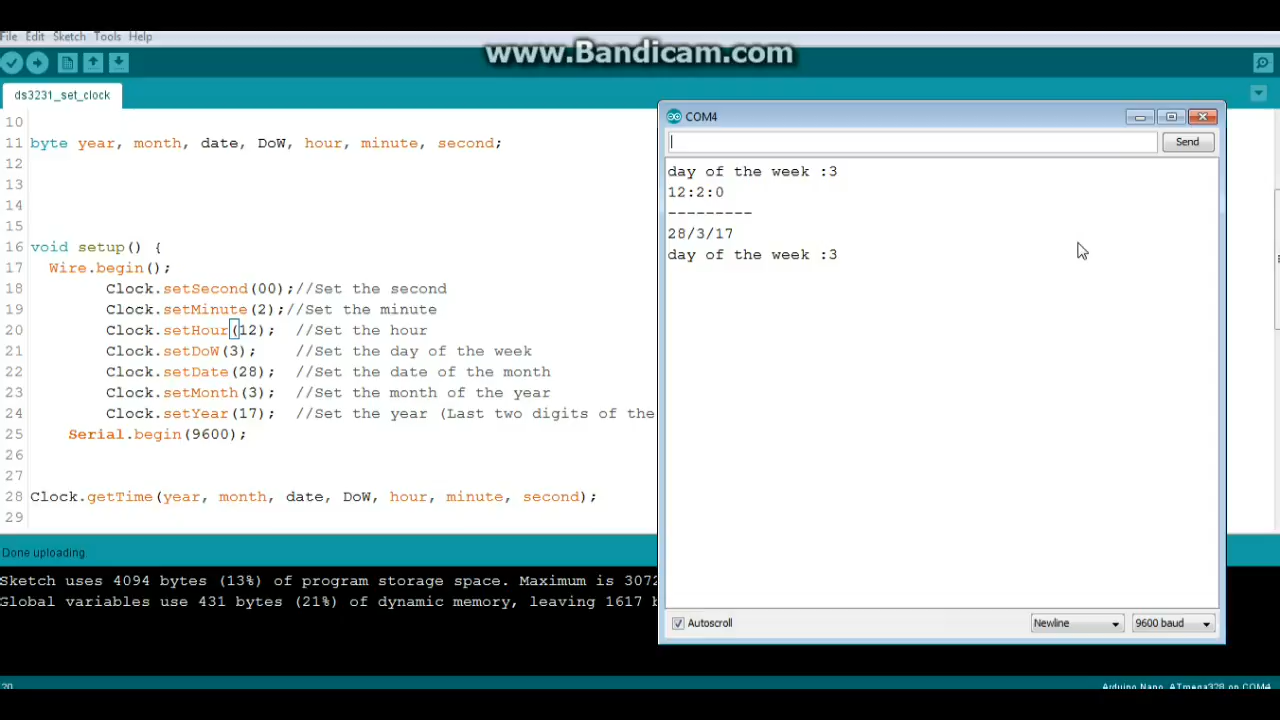 www.Bandicam.com
File Edit Sketch Tools Help
ds3231_set_clock
10
11 byte year, month, date, DoW, hour, minute, second;
12
13
14
15
16 void setup() {
17 Wire.begin();
18 Clock.setSecond(00);//Set the second
19 Clock.setMinute(2);//Set the minute
20 Clock.setHour(12); //Set the hour
21 Clock.setDoW(3); //Set the day of the week
22 Clock.setDate(28); //Set the date of the month
23 Clock.setMonth(3); //Set the month of the year
24 Clock.setYear(17); //Set the year (Last two digits of the
25 Serial.begin(9600);
26
27
28 Clock.getTime(year, month, date, DoW, hour, minute, second);
29
COM4
Send
day of the week :3
12:2:0
---------
28/3/17
day of the week :3
Autoscroll
Newline
9600 baud
Done uploading.
Sketch uses 4094 bytes (13%) of program storage space. Maximum is 3072
Global variables use 431 bytes (21%) of dynamic memory, leaving 1617 b
20
Arduino Nano, ATmega328 on COM4